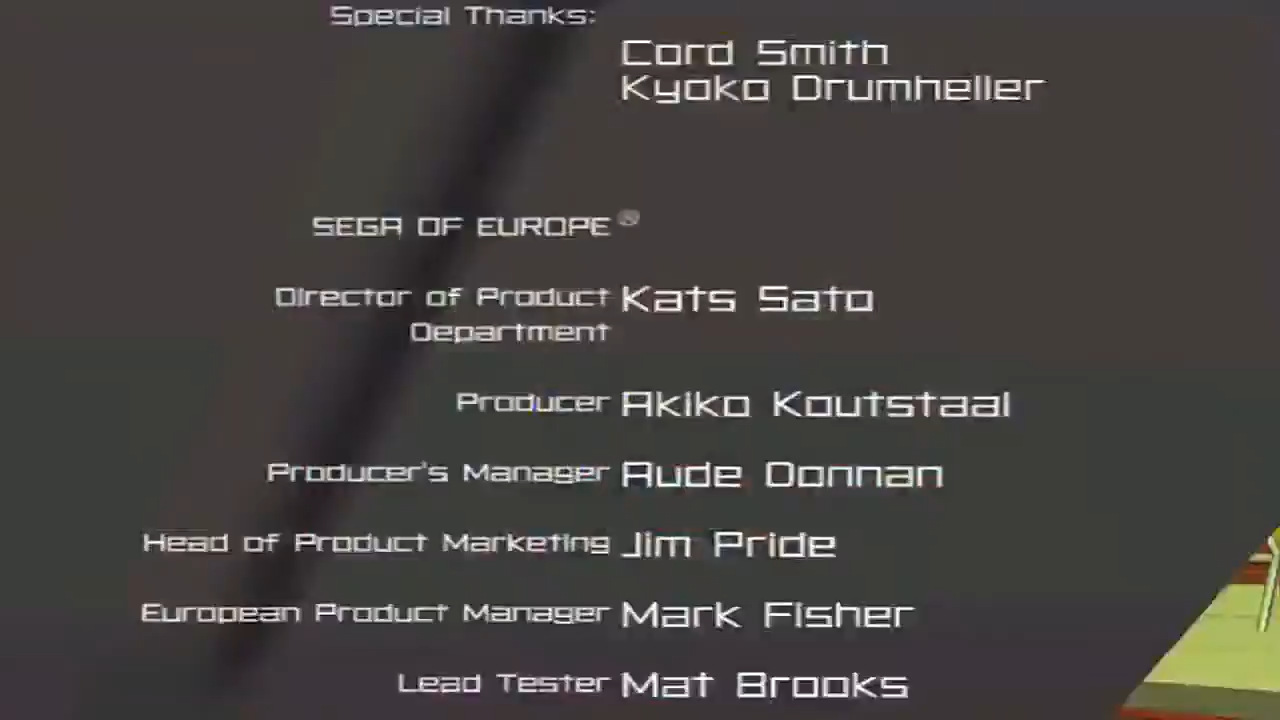 Special Thanks:
Cord Smith
Kyoko Drumheller
SEGA OF EUROPE®
Director of Product Department Kats Sato
Producer Akiko Koutstaal
Producer's Manager Aude Donnan
Head of Product Marketing Jim Pride
European Product Manager Mark Fisher
Lead Tester Mat Brooks